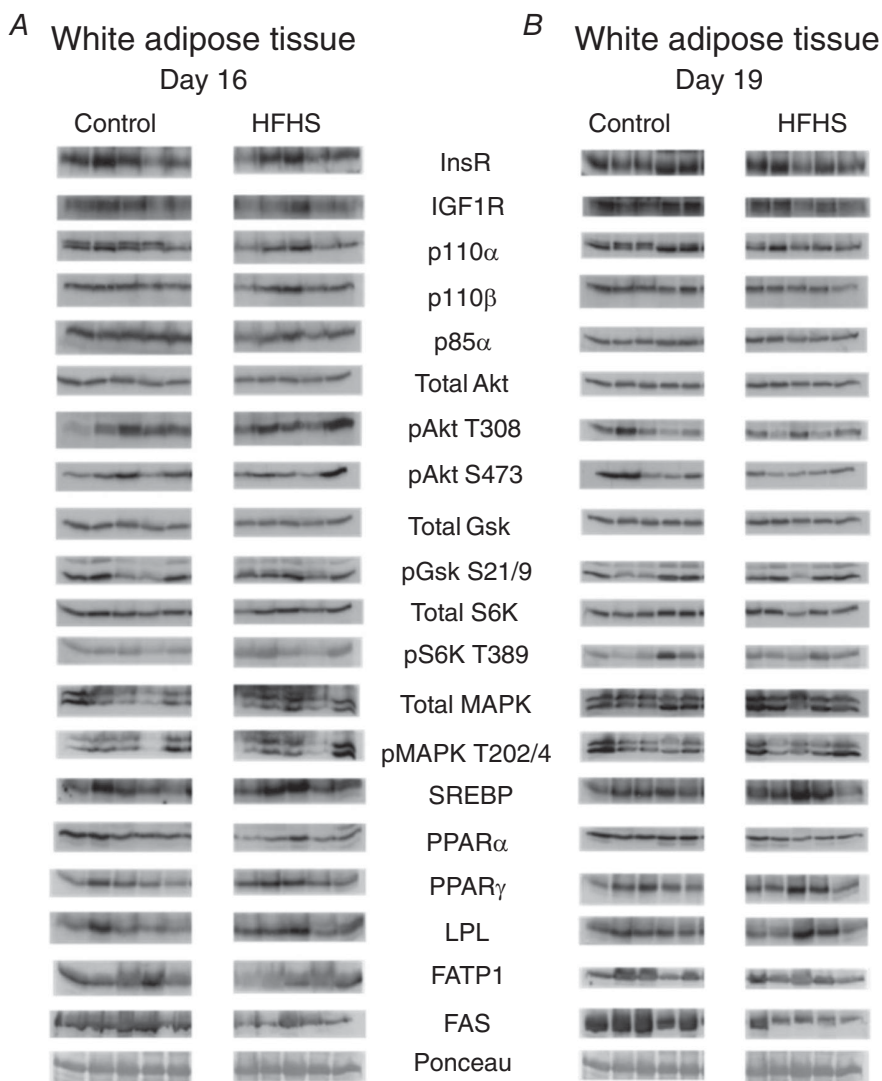 A White adipose tissue
Day 16
Control HFHS
B White adipose tissue
Day 19
Control HFHS
InsR
IGF1R
p110α
p110β
p85α
Total Akt
pAkt T308
pAkt S473
Total Gsk
pGsk S21/9
Total S6K
pS6K T389
Total MAPK
pMAPK T202/4
SREBP
PPARα
PPARγ
LPL
FATP1
FAS
Ponceau